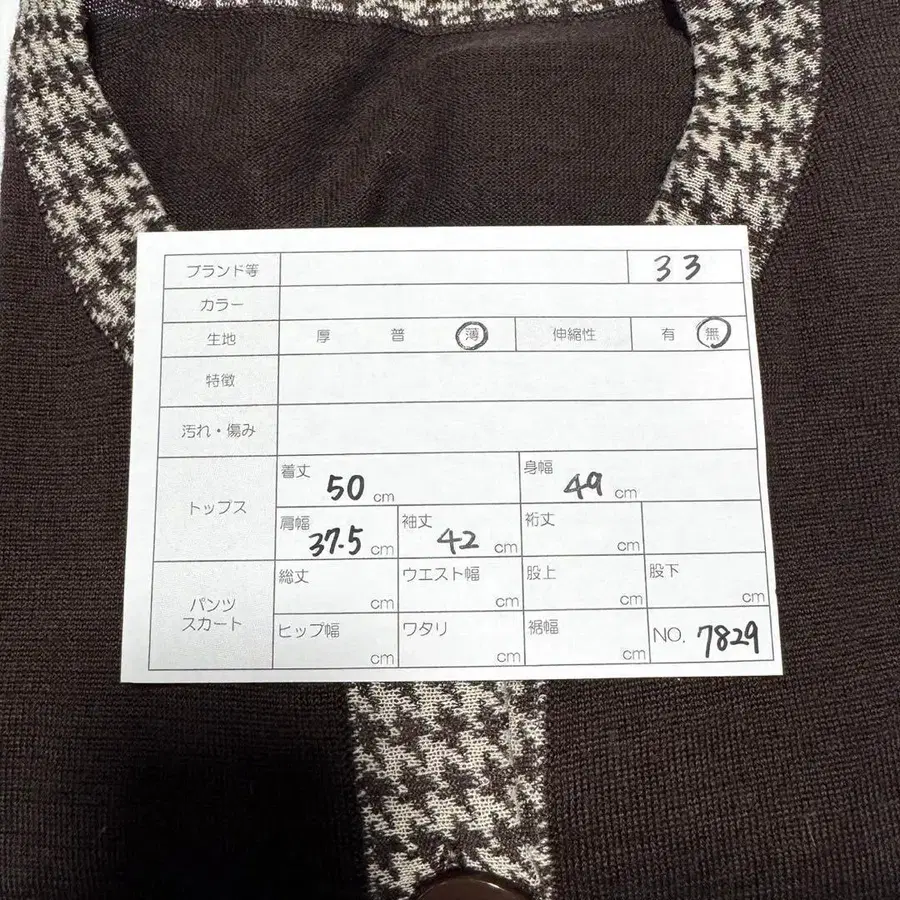 ブランド等 33
カラー
生地 厚 普 薄 伸縮性 有 無
特徴
汚れ・傷み
トップス
着丈 50 cm 身幅 49 cm
肩幅 37.5 cm 袖丈 42 cm 裄丈 cm
パンツ
スカート
総丈 cm ウエスト幅 cm 股上 cm 股下 cm
ヒップ幅 cm ワタリ cm 裾幅 cm NO. 7829